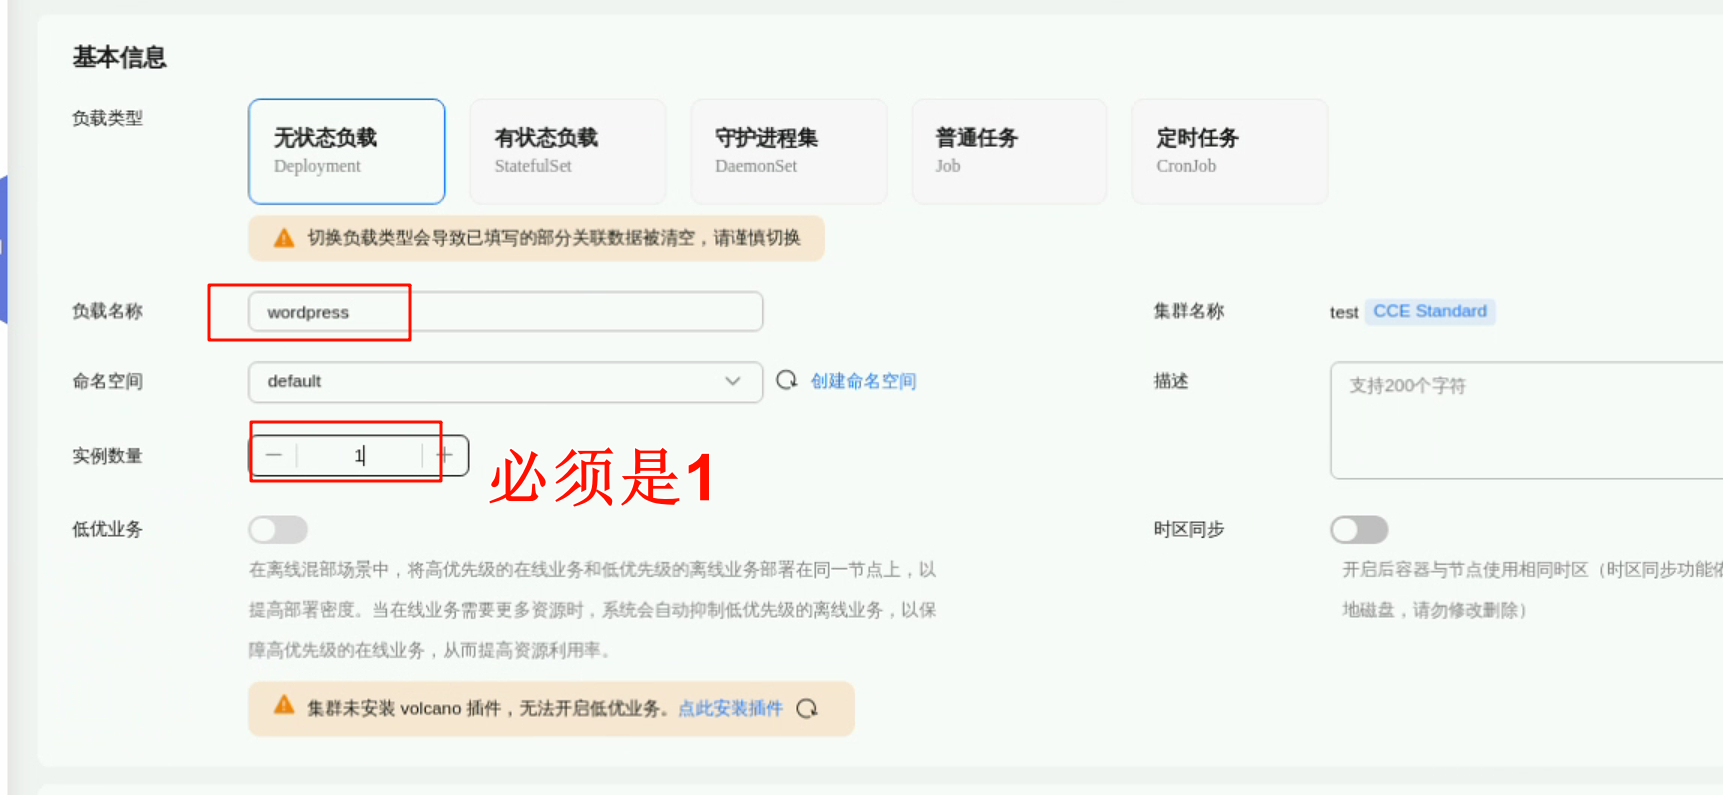 基本信息
负载类型
无状态负载
Deployment
有状态负载
StatefulSet
守护进程集
DaemonSet
普通任务
Job
定时任务
CronJob
切换负载类型会导致已填写的部分关联数据被清空，请谨慎切换
负载名称
wordpress
集群名称
test CCE Standard
命名空间
default
创建命名空间
描述
支持200个字符
实例数量
1
必须是1
低优业务
在离线混部场景中，将高优先级的在线业务和低优先级的离线业务部署在同一节点上，以
提高部署密度。当在线业务需要更多资源时，系统会自动抑制低优先级的离线业务，以保
障高优先级的在线业务，从而提高资源利用率。
时区同步
开启后容器与节点使用相同时区（时区同步功能依
地磁盘，请勿修改删除）
集群未安装 volcano 插件，无法开启低优业务。点此安装插件